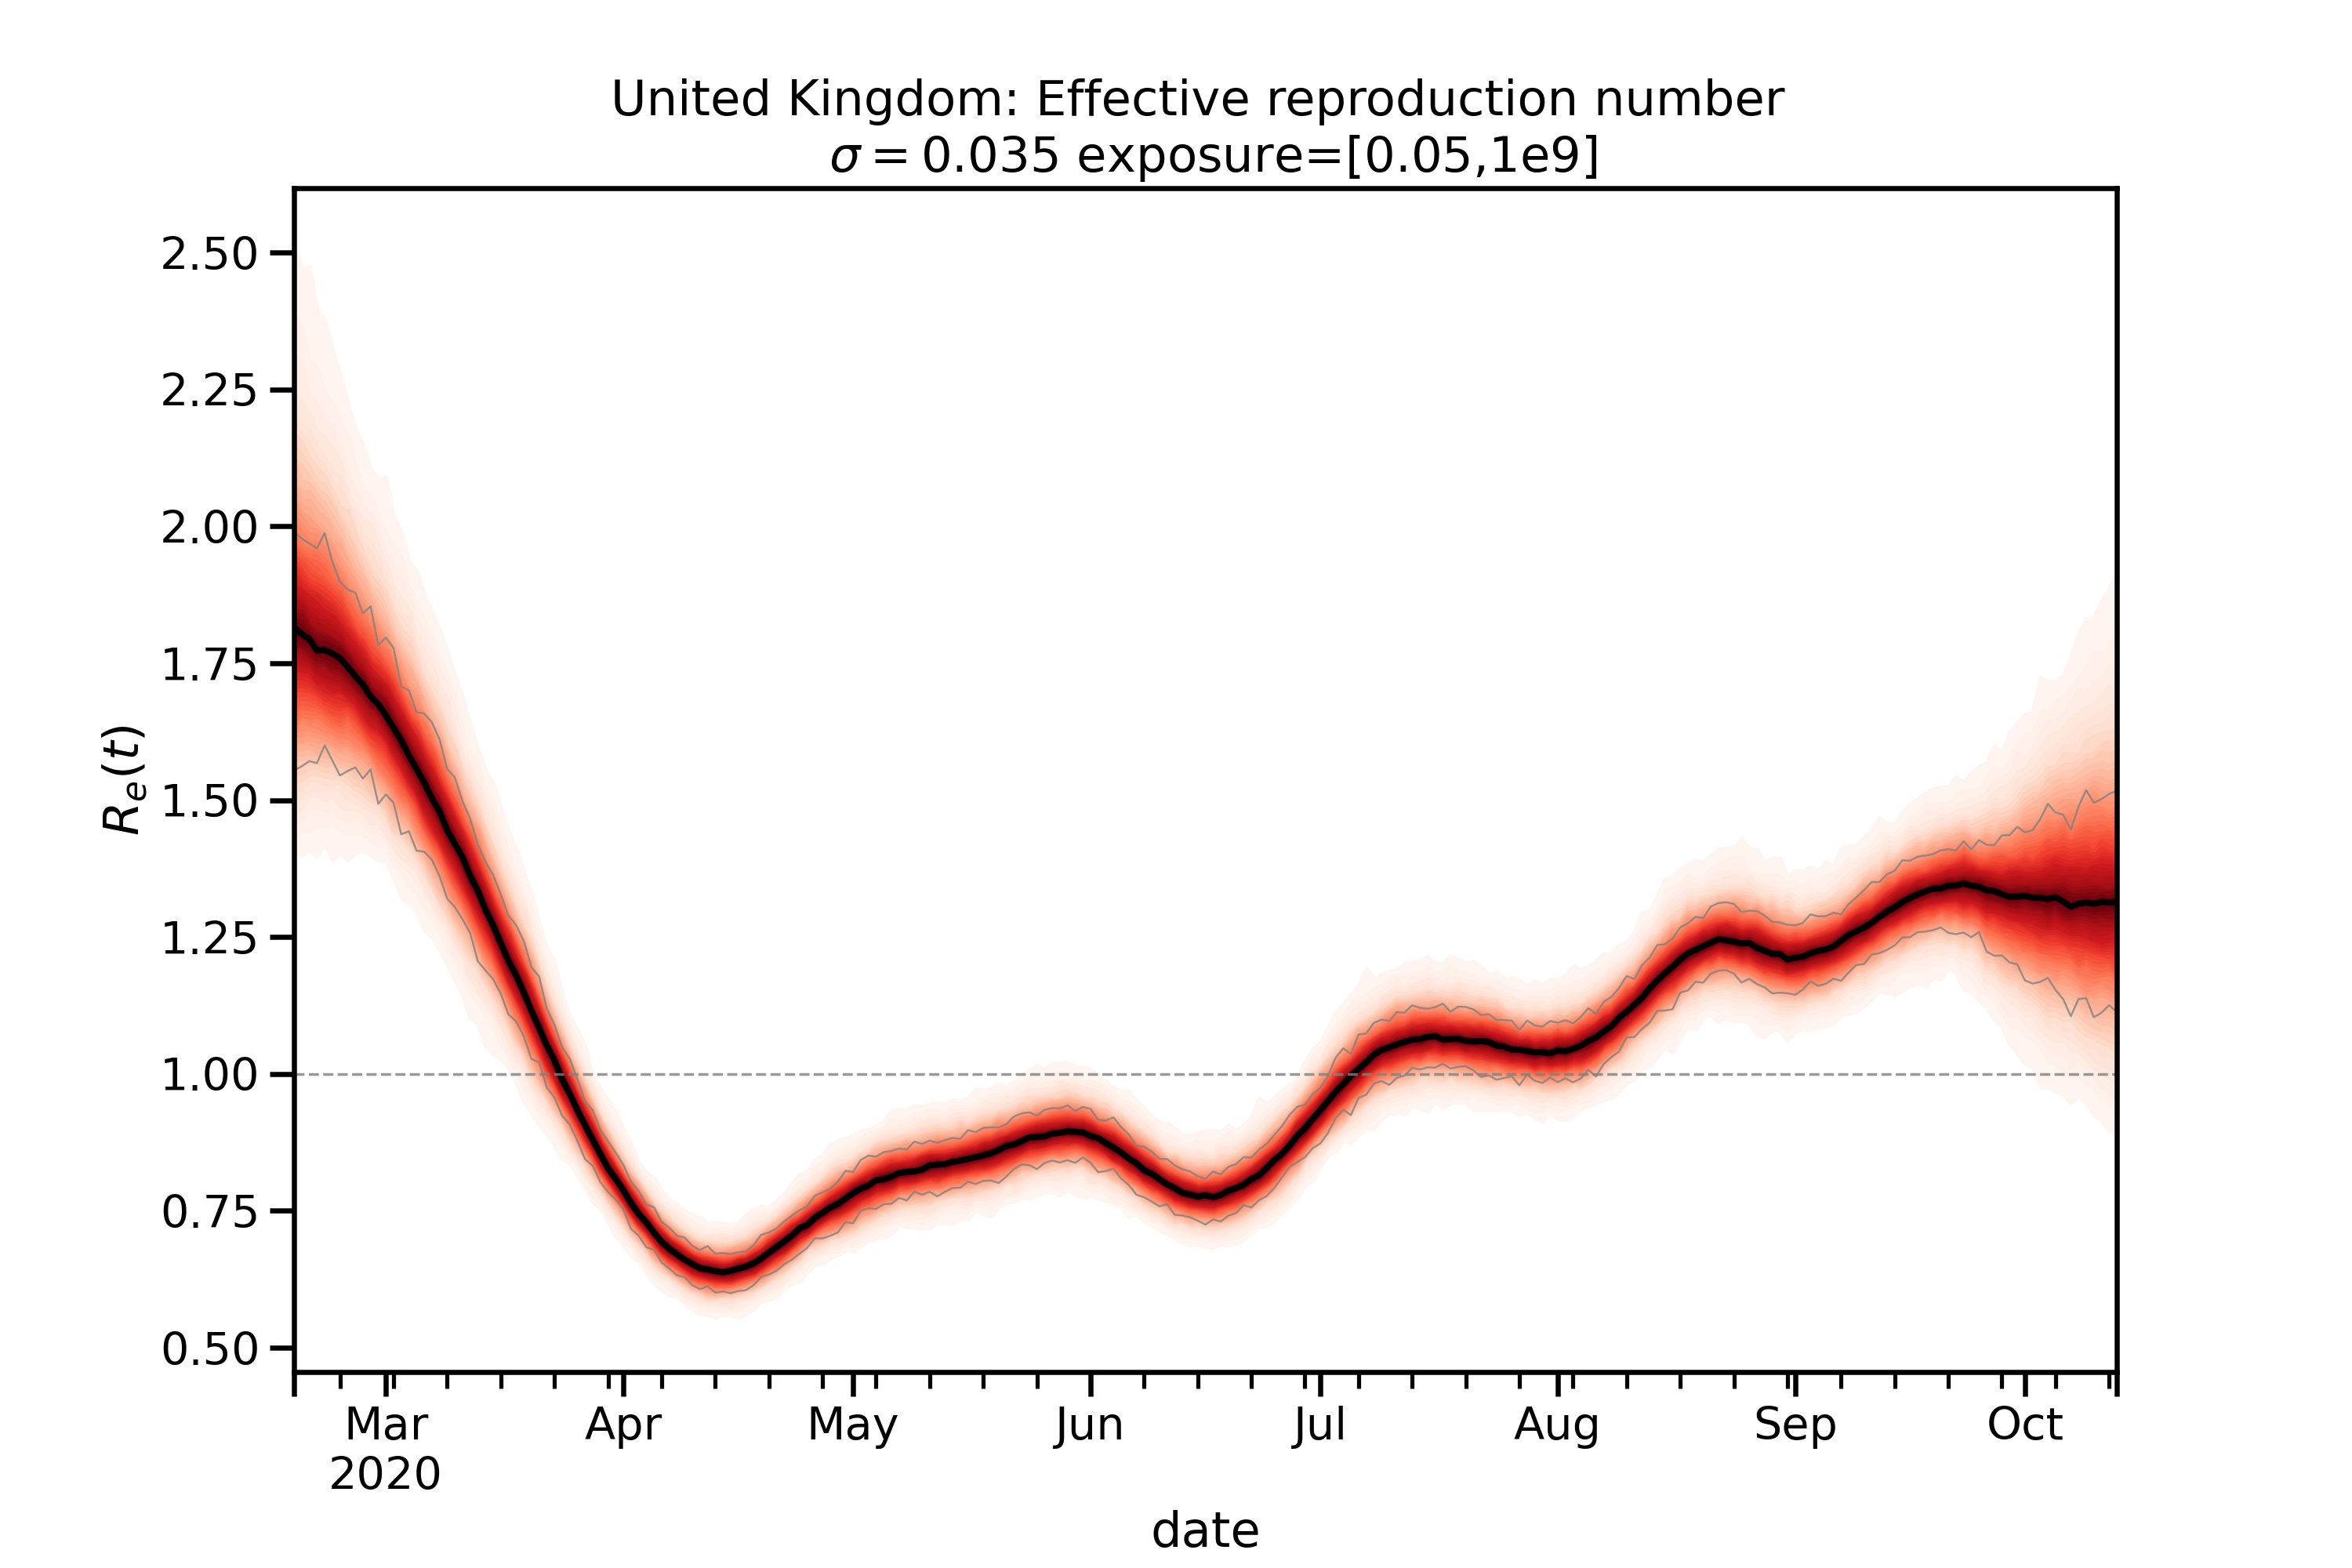 United Kingdom: Effective reproduction number
σ = 0.035 exposure=[0.05,1e9]
2.50
2.25
2.00
1.75
1.50
1.25
1.00
0.75
0.50
Rₑ(t)
Mar Apr May Jun Jul Aug Sep Oct
2020
date